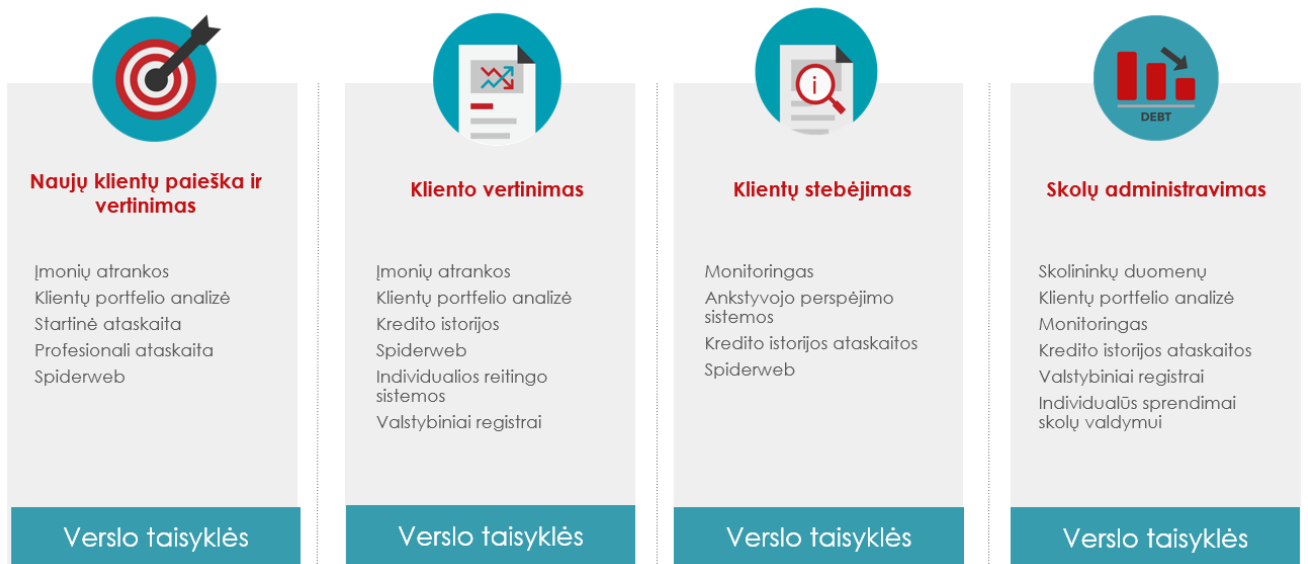 Naujų klientų paieška ir
vertinimas
Įmonių atrankos
Klientų portfelio analizė
Startinė ataskaita
Profesionali ataskaita
Spiderweb
Verslo taisyklės
Kliento vertinimas
Įmonių atrankos
Klientų portfelio analizė
Kredito istorijos
Spiderweb
Individualios reitingo
sistemos
Valstybiniai registrai
Verslo taisyklės
i
Klientų stebėjimas
Monitoringas
Ankstyvojo perspėjimo
sistemos
Kredito istorijos ataskaitos
Spiderweb
Verslo taisyklės
DEBT
Skolų administravimas
Skolininkų duomenų
Klientų portfelio analizė
Monitoringas
Kredito istorijos ataskaitos
Valstybiniai registrai
Individualūs sprendimai
skolų valdymui
Verslo taisyklės